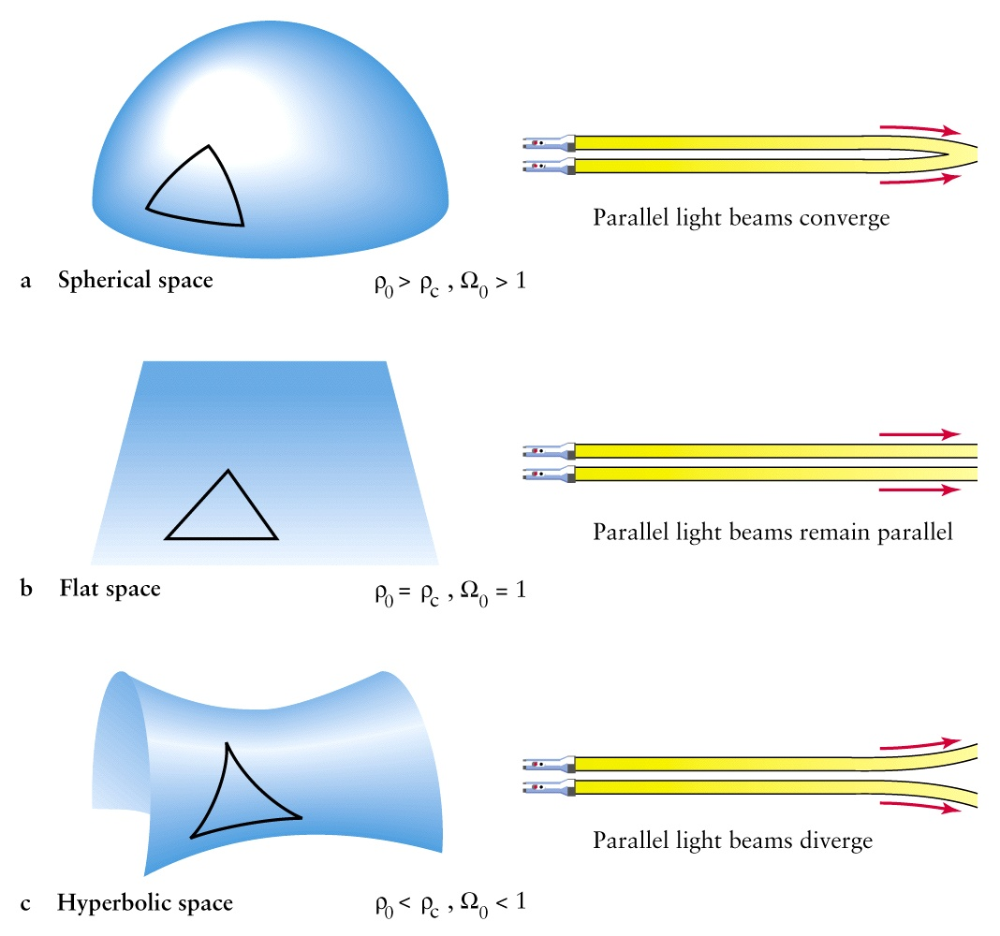 Parallel light beams converge
a Spherical space ρ₀ > ρc , Ω₀ > 1
Parallel light beams remain parallel
b Flat space ρ₀ = ρc , Ω₀ = 1
Parallel light beams diverge
c Hyperbolic space ρ₀ < ρc , Ω₀ < 1